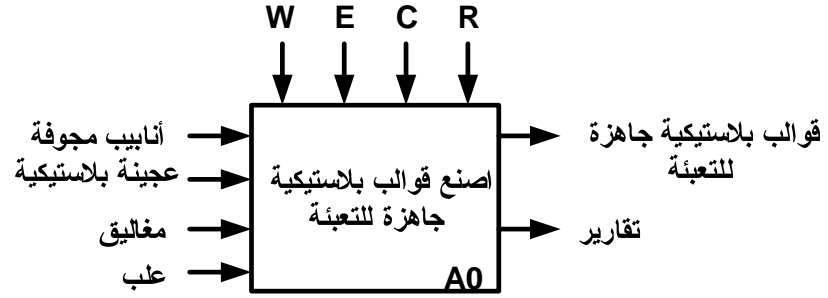 W E C R
أنابيب مجوفة
عجينة بلاستيكية
مغاليق
علب
اصنع قوالب بلاستيكية
جاهزة للتعبئة
A0
قوالب بلاستيكية جاهزة
للتعبئة
تقارير